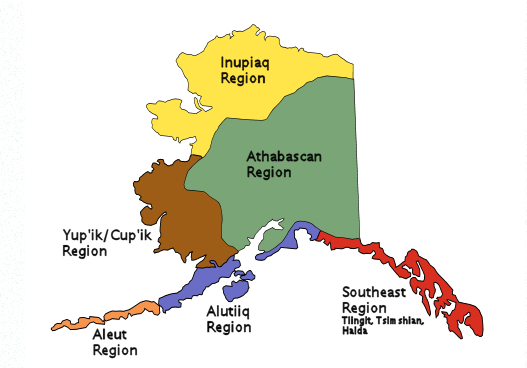 Inupiaq
Region
Athabascan
Region
Yup'ik/Cup'ik
Region
Southeast
Region
Tlingit, Tsimshian,
Haida
Alutiiq
Region
Aleut
Region